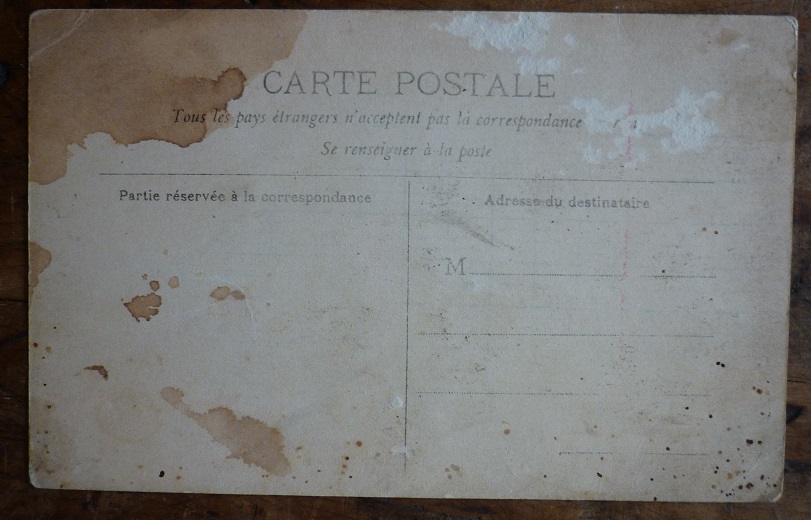 CARTE POSTALE
Tous les pays étrangers n'acceptent pas la correspondance
Se renseigner à la poste
Partie réservée à la correspondance
Adresse du destinataire
M